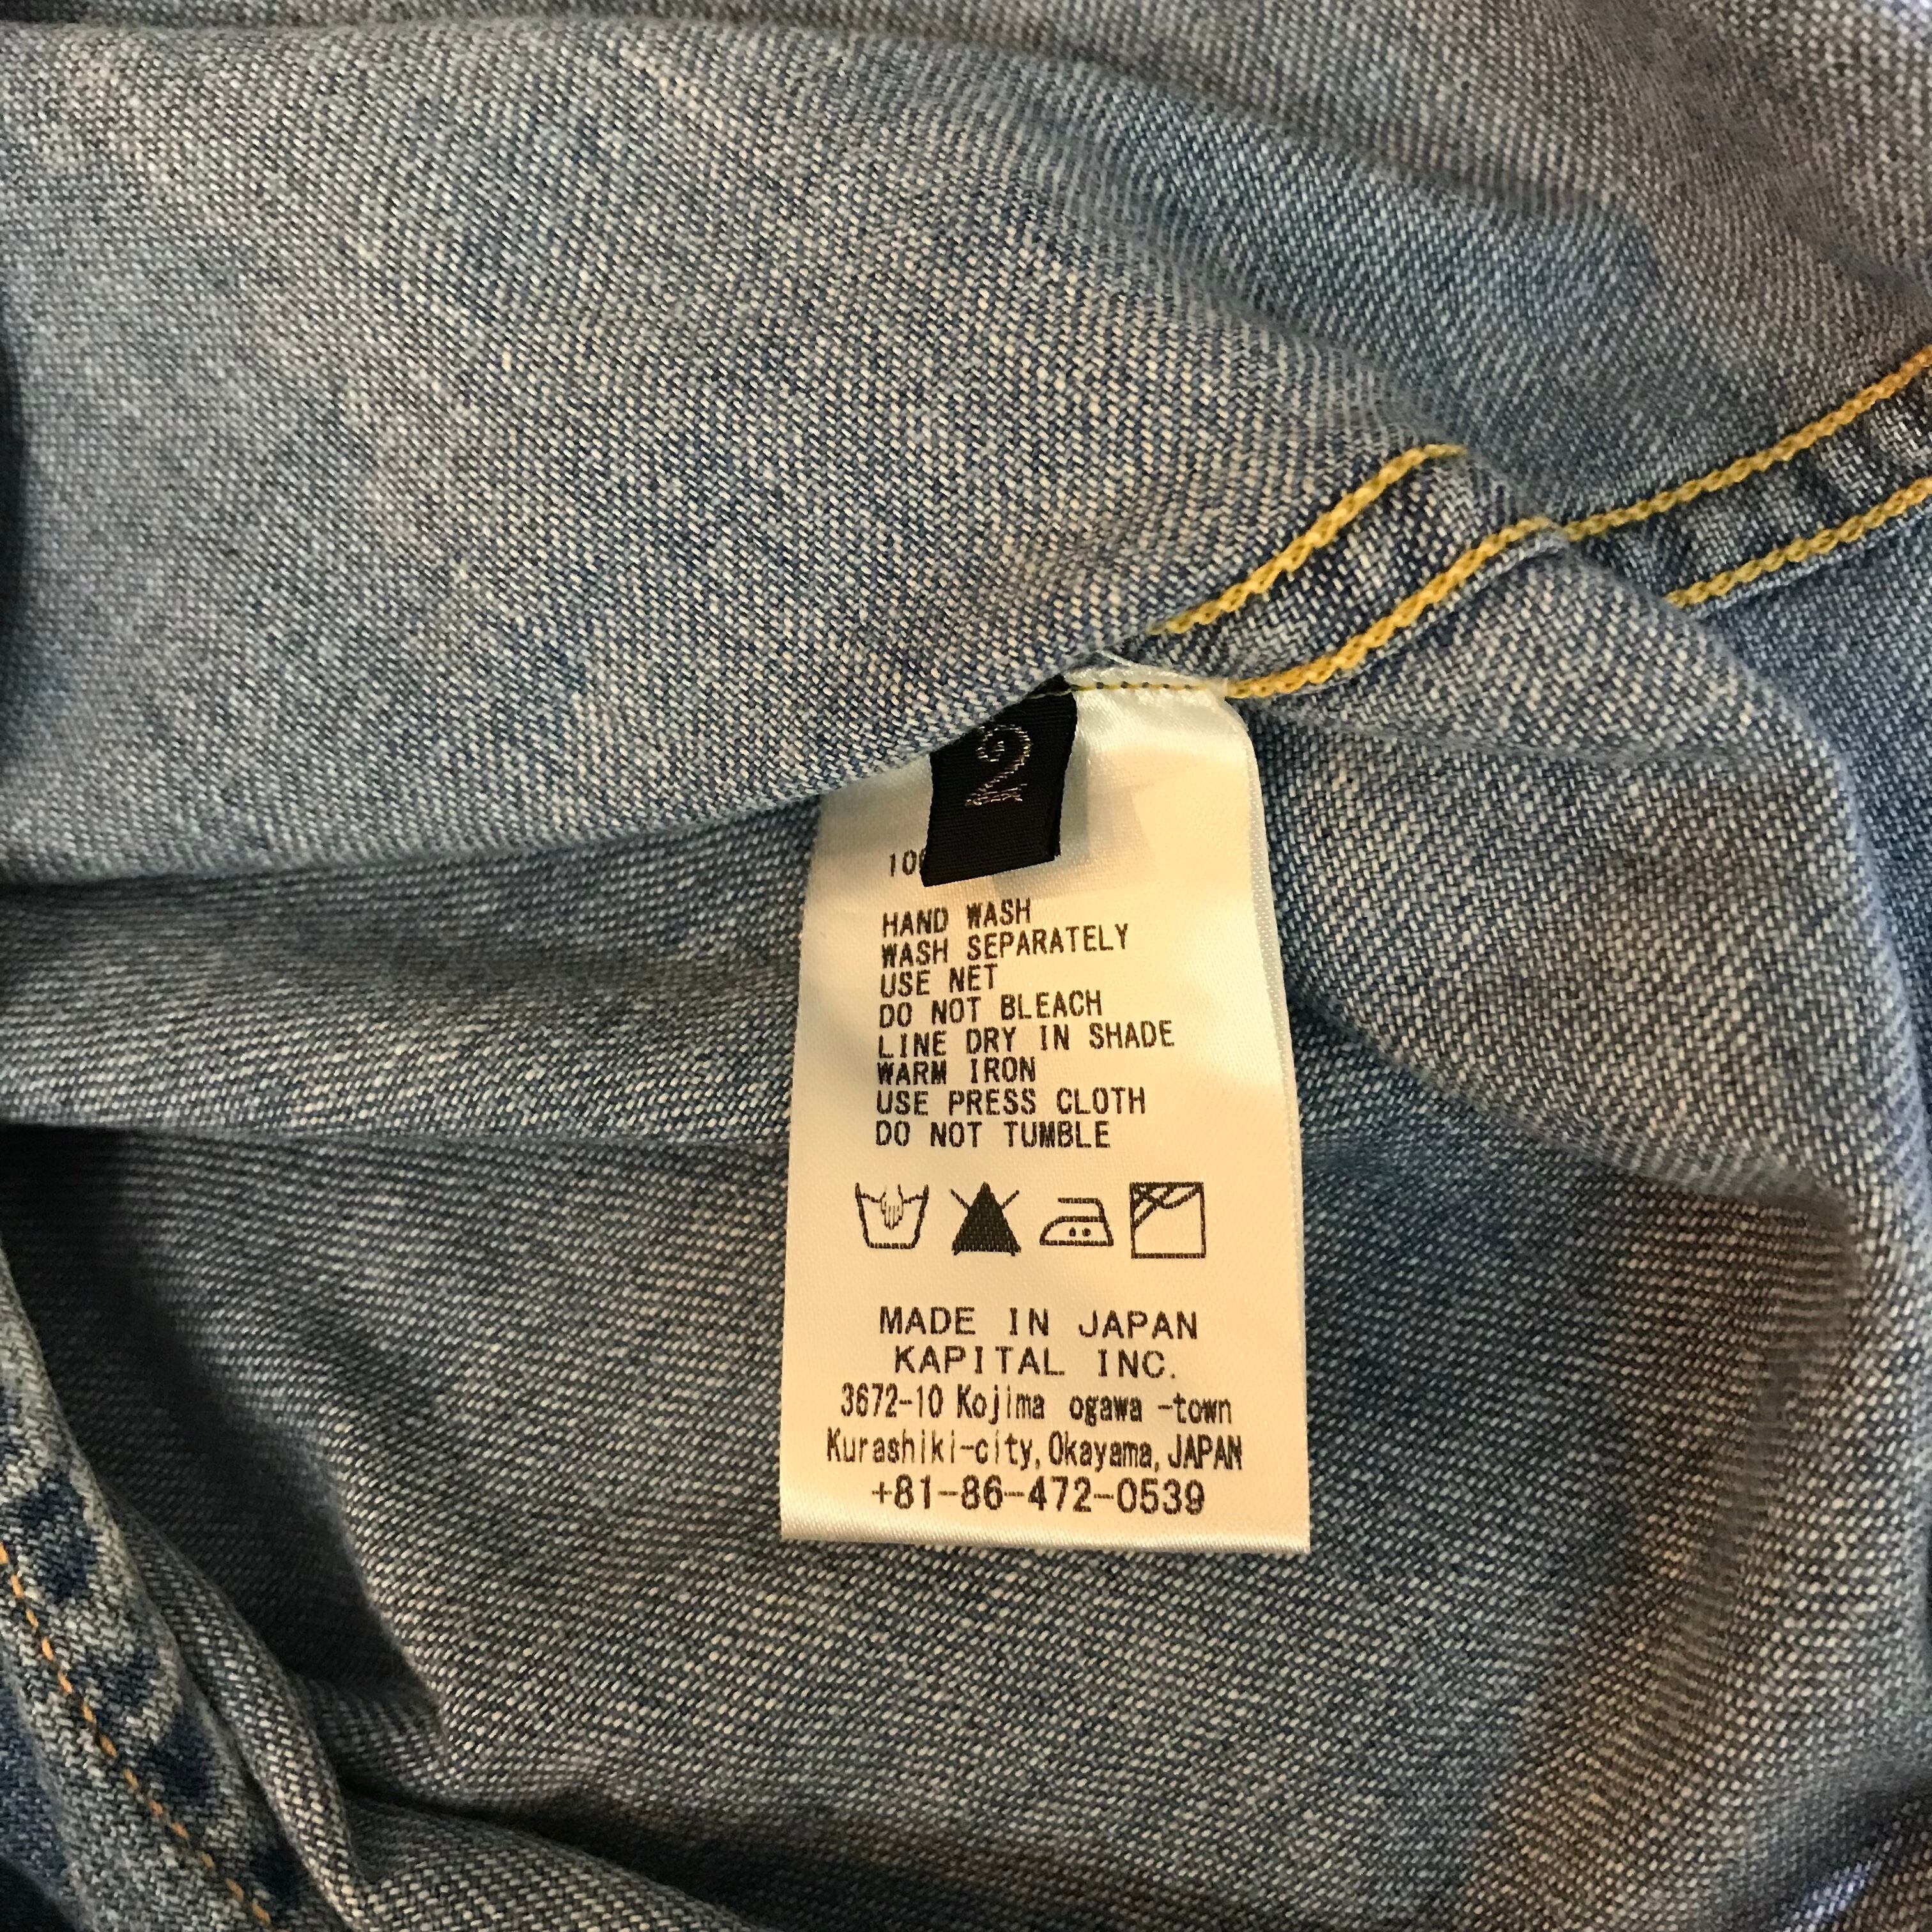 2
HAND WASH
WASH SEPARATELY
USE NET
DO NOT BLEACH
LINE DRY IN SHADE
WARM IRON
USE PRESS CLOTH
DO NOT TUMBLE
MADE IN JAPAN
KAPITAL INC.
3672-10 Kojima ogawa -town
Kurashiki-city, Okayama, JAPAN
+81-86-472-0539